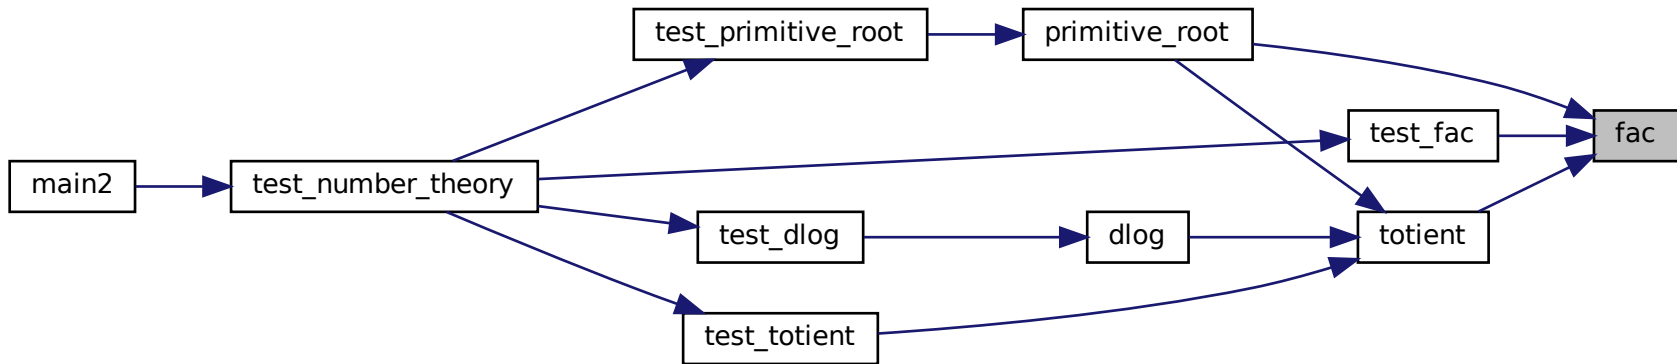 test_primitive_root
primitive_root
test_fac
fac
main2
test_number_theory
test_dlog
dlog
totient
test_totient